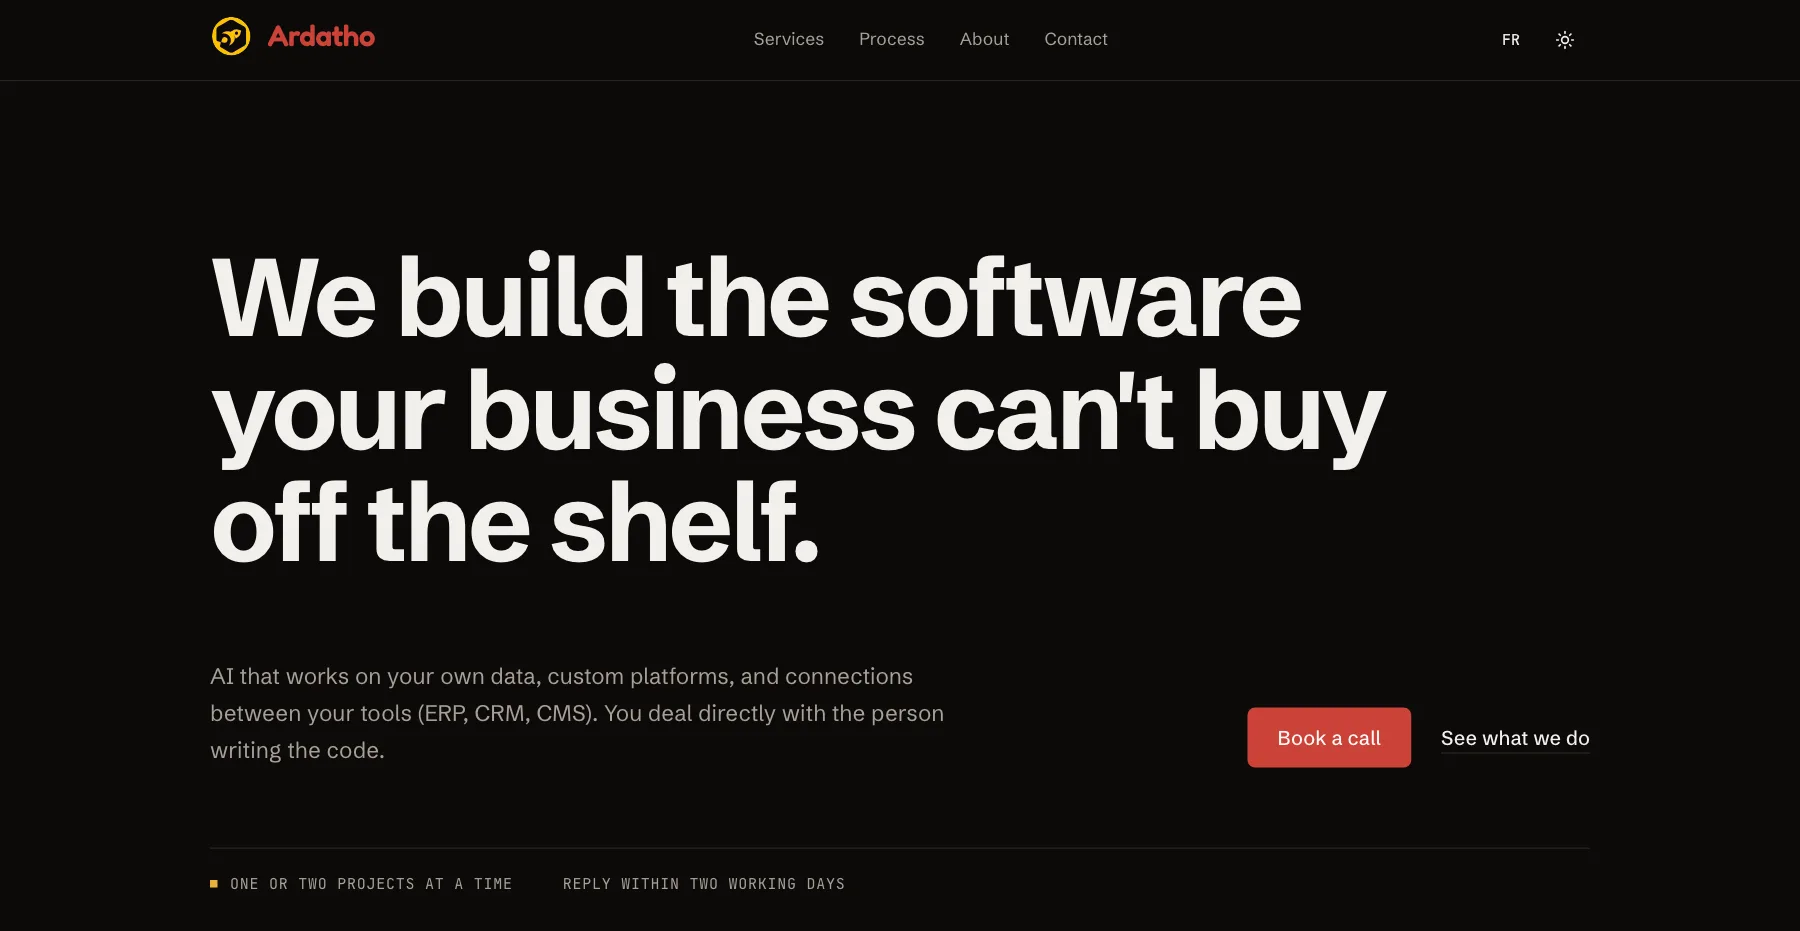 Ardatho
Services
Process
About
Contact
FR
We build the software
your business can't buy
off the shelf.
AI that works on your own data, custom platforms, and connections
between your tools (ERP, CRM, CMS). You deal directly with the person
writing the code.
Book a call
See what we do
ONE OR TWO PROJECTS AT A TIME
REPLY WITHIN TWO WORKING DAYS